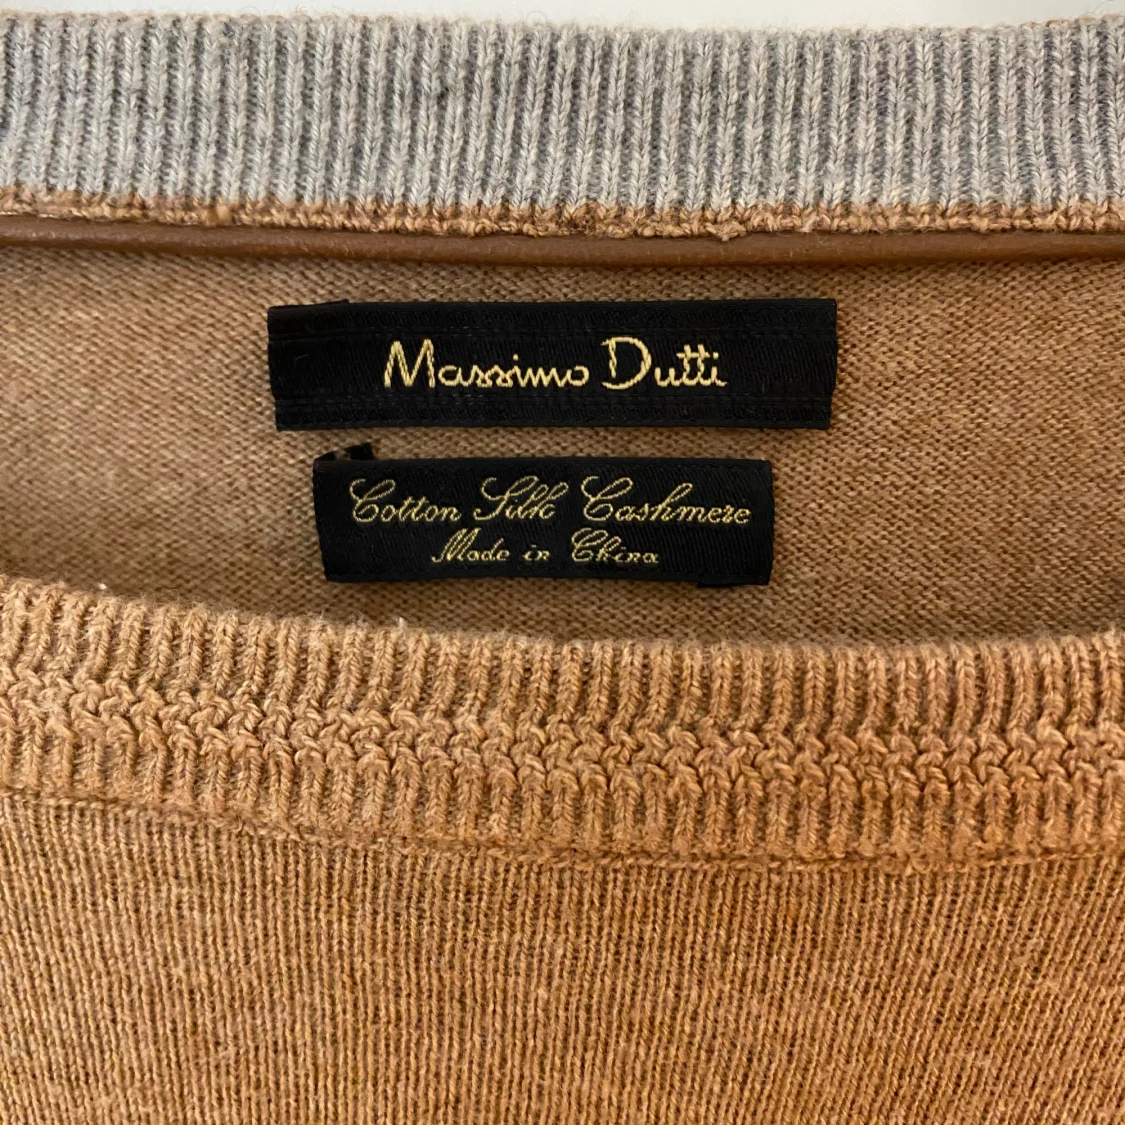 Massimo Dutti
Cotton Silk Cashmere
Made in China